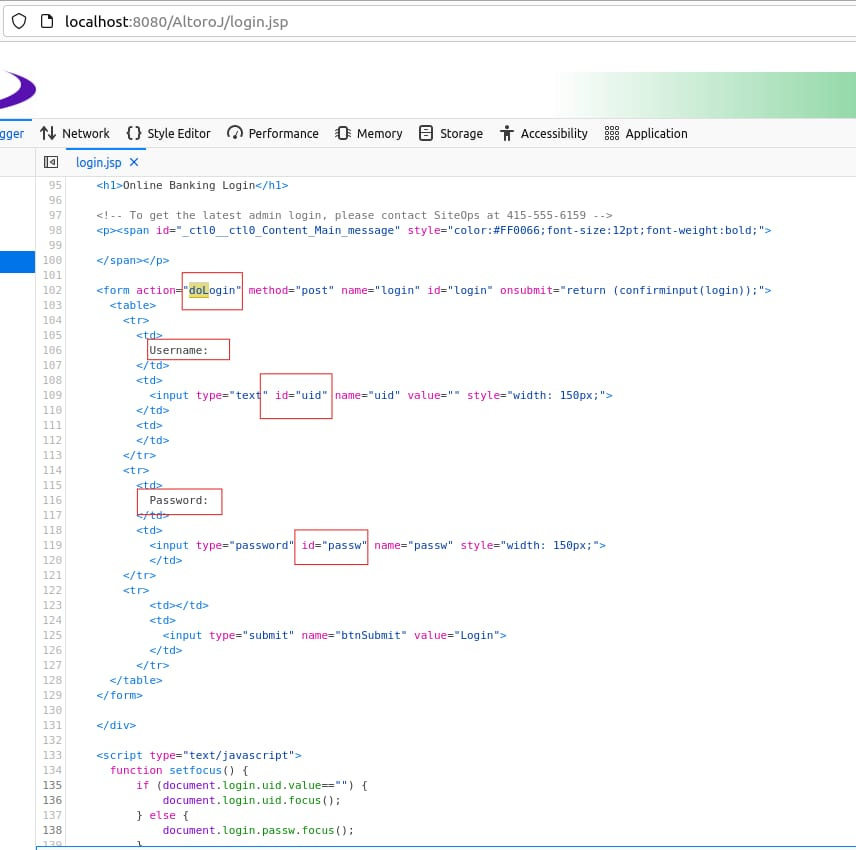 localhost:8080/AltoroJ/login.jsp
gger Network {} Style Editor Performance Memory Storage Accessibility Application
login.jsp ✕
95 <h1>Online Banking Login</h1>
96
97 <!-- To get the latest admin login, please contact SiteOps at 415-555-6159 -->
98 <p><span id="_ctl0__ctl0_Content_Main_message" style="color:#FF0066;font-size:12pt;font-weight:bold;">
99
100 </span></p>
101
102 <form action="doLogin" method="post" name="login" id="login" onsubmit="return (confirminput(login));">
103 <table>
104 <tr>
105 <td>
106 Username:
107 </td>
108 <td>
109 <input type="text" id="uid" name="uid" value="" style="width: 150px;">
110 </td>
111 <td>
112 </td>
113 </tr>
114 <tr>
115 <td>
116 Password:
117 </td>
118 <td>
119 <input type="password" id="passw" name="passw" style="width: 150px;">
120 </td>
121 </tr>
122 <tr>
123 <td></td>
124 <td>
125 <input type="submit" name="btnSubmit" value="Login">
126 </td>
127 </tr>
128 </table>
129 </form>
130
131 </div>
132
133 <script type="text/javascript">
134 function setfocus() {
135 if (document.login.uid.value=="") {
136 document.login.uid.focus();
137 } else {
138 document.login.passw.focus();
139 }